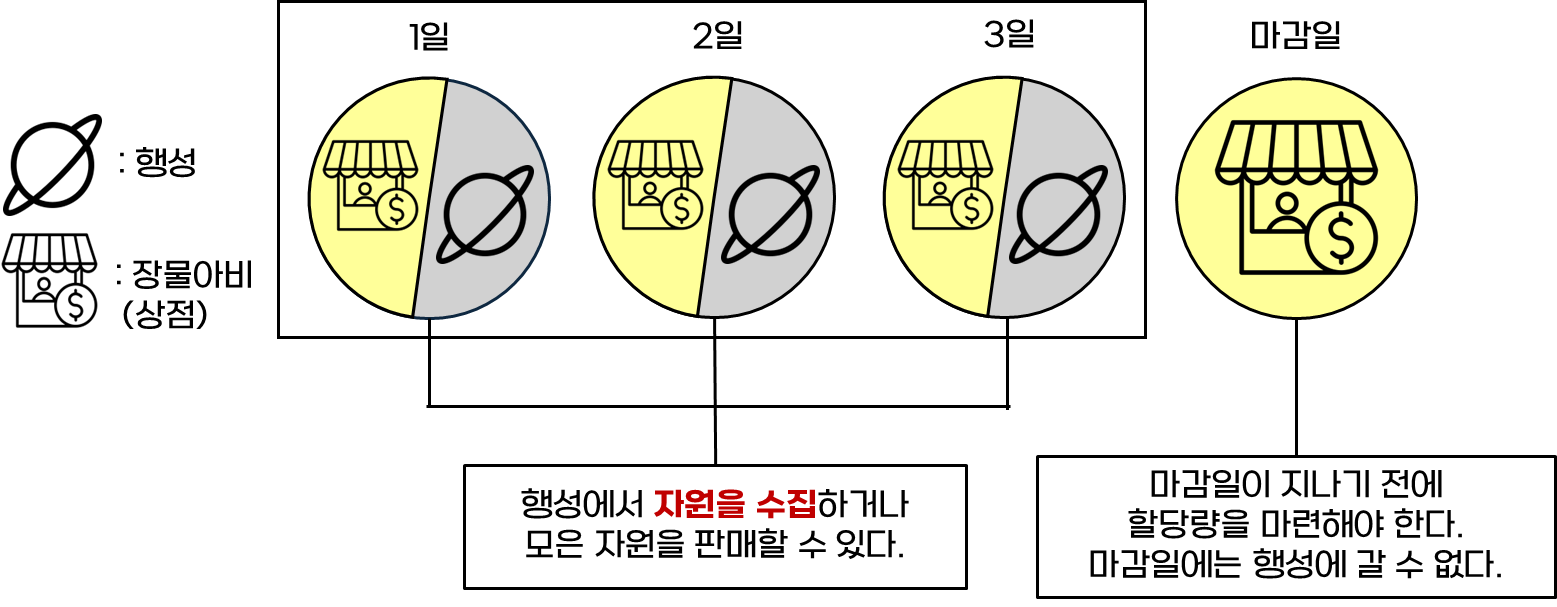 1일
2일
3일
마감일
: 행성
: 장물아비
(상점)
$
$
$
$
$
행성에서 자원을 수집하거나
모은 자원을 판매할 수 있다.
마감일이 지나기 전에
할당량을 마련해야 한다.
마감일에는 행성에 갈 수 없다.